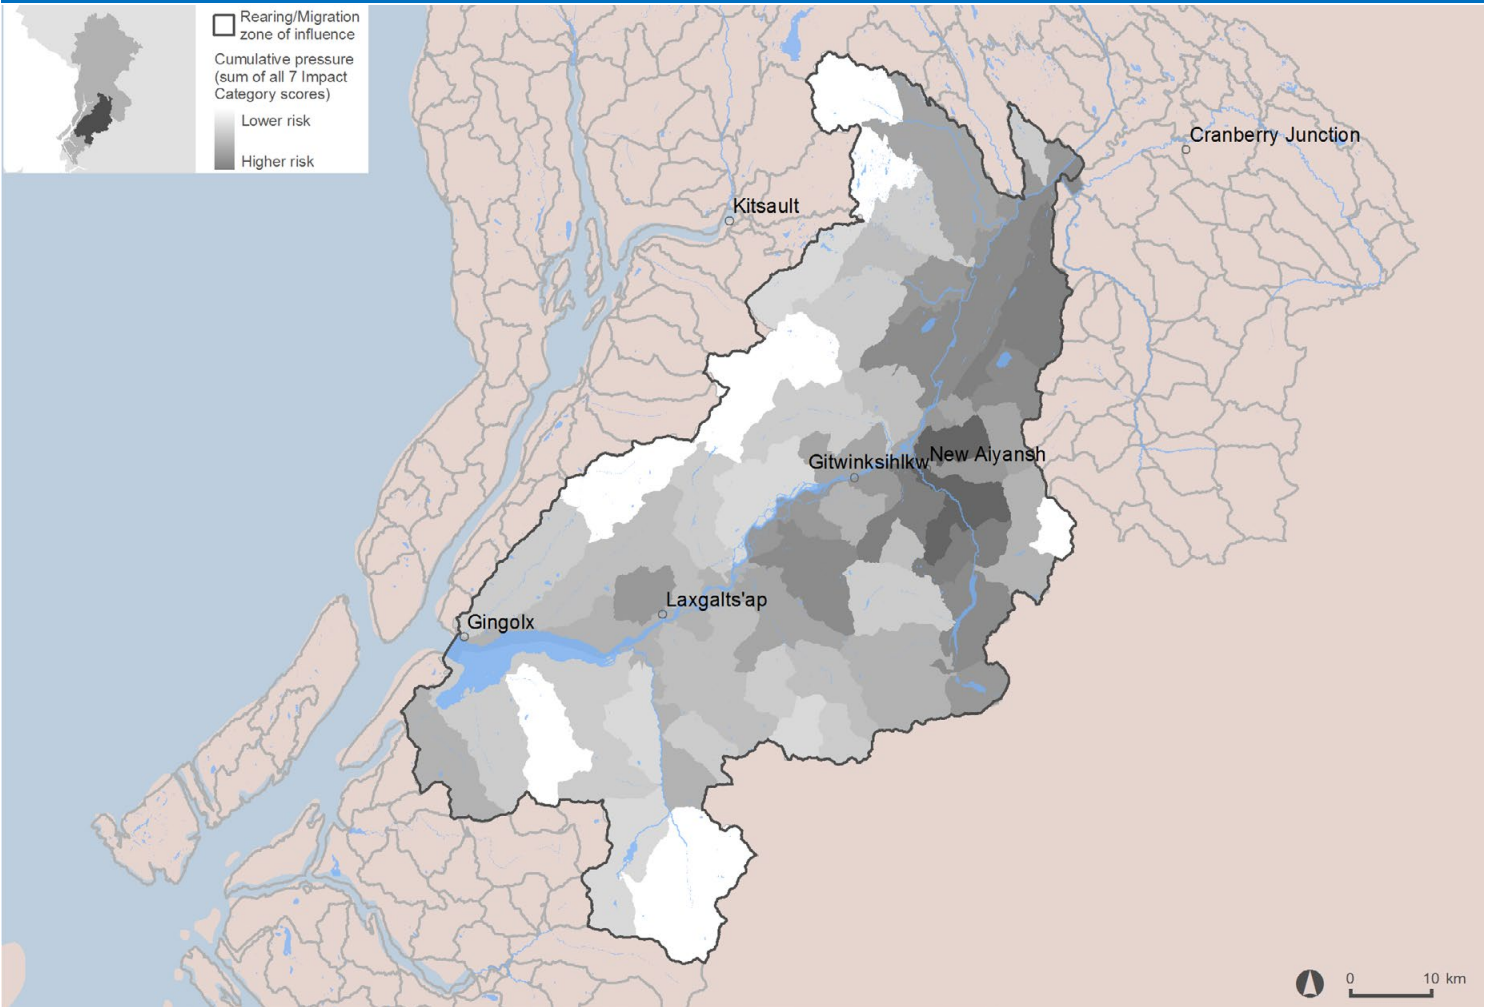 Rearing/Migration
zone of influence
Cumulative pressure
(sum of all 7 Impact
Category scores)
Lower risk
Higher risk
Cranberry Junction
Kitsault
Gitwinksihlkw
New Aiyansh
Laxgalts'ap
Gingolx
0 10 km